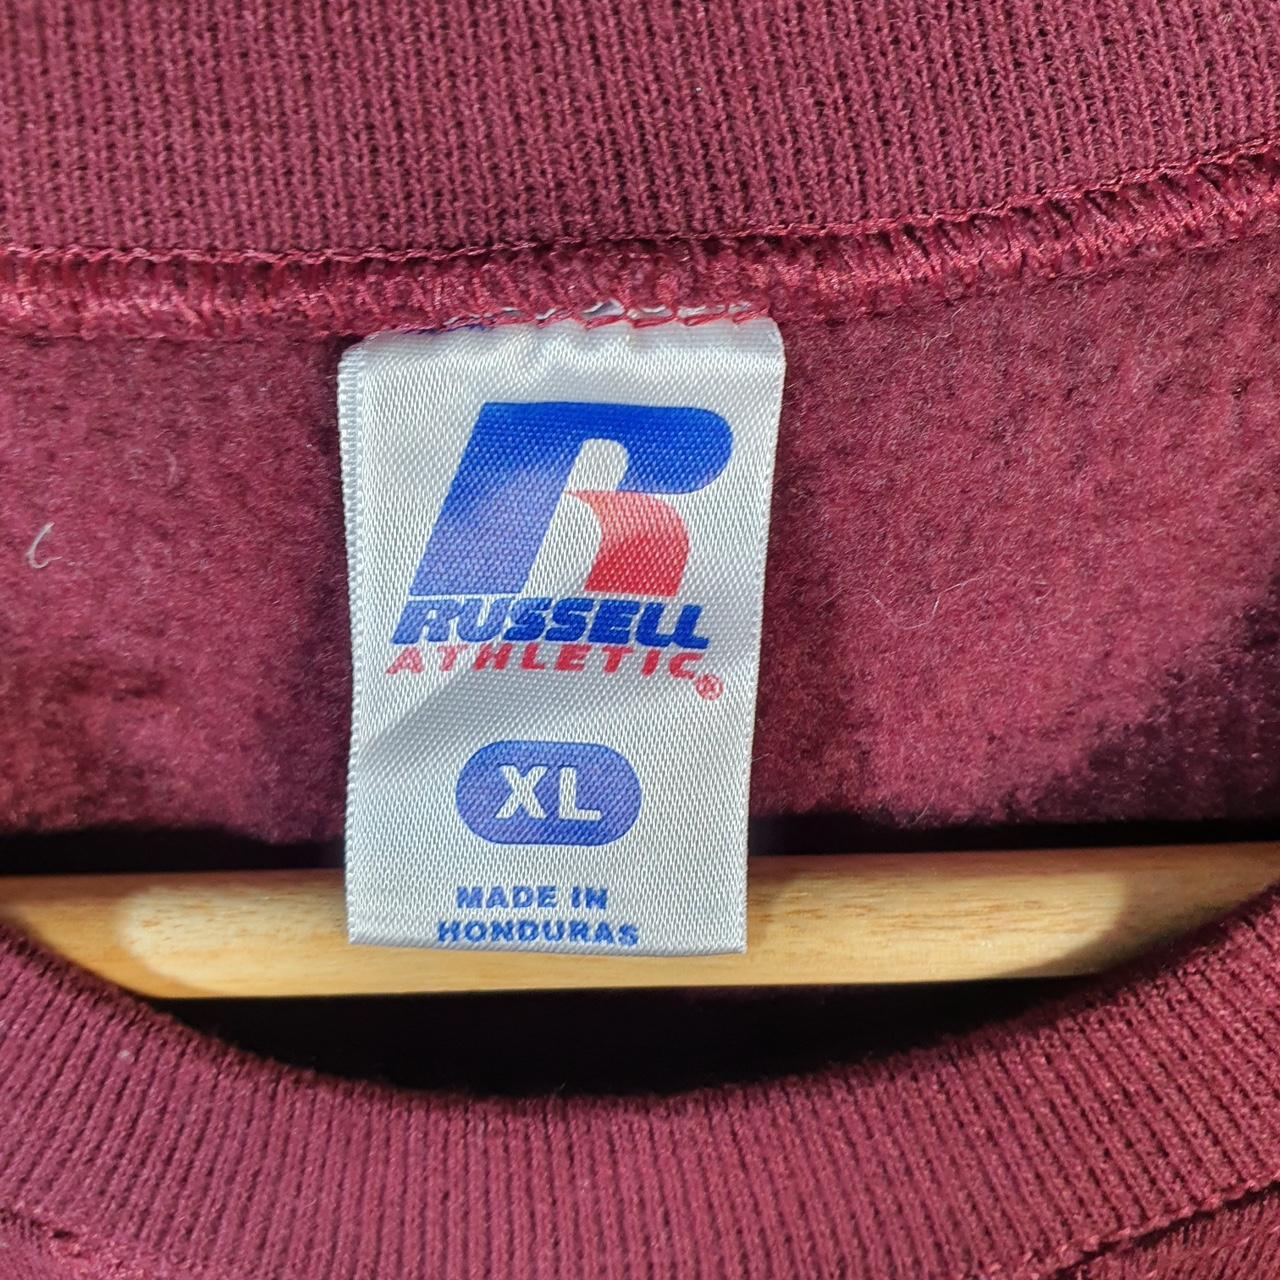 RUSSELL
ATHLETIC®
XL
MADE IN
HONDURAS